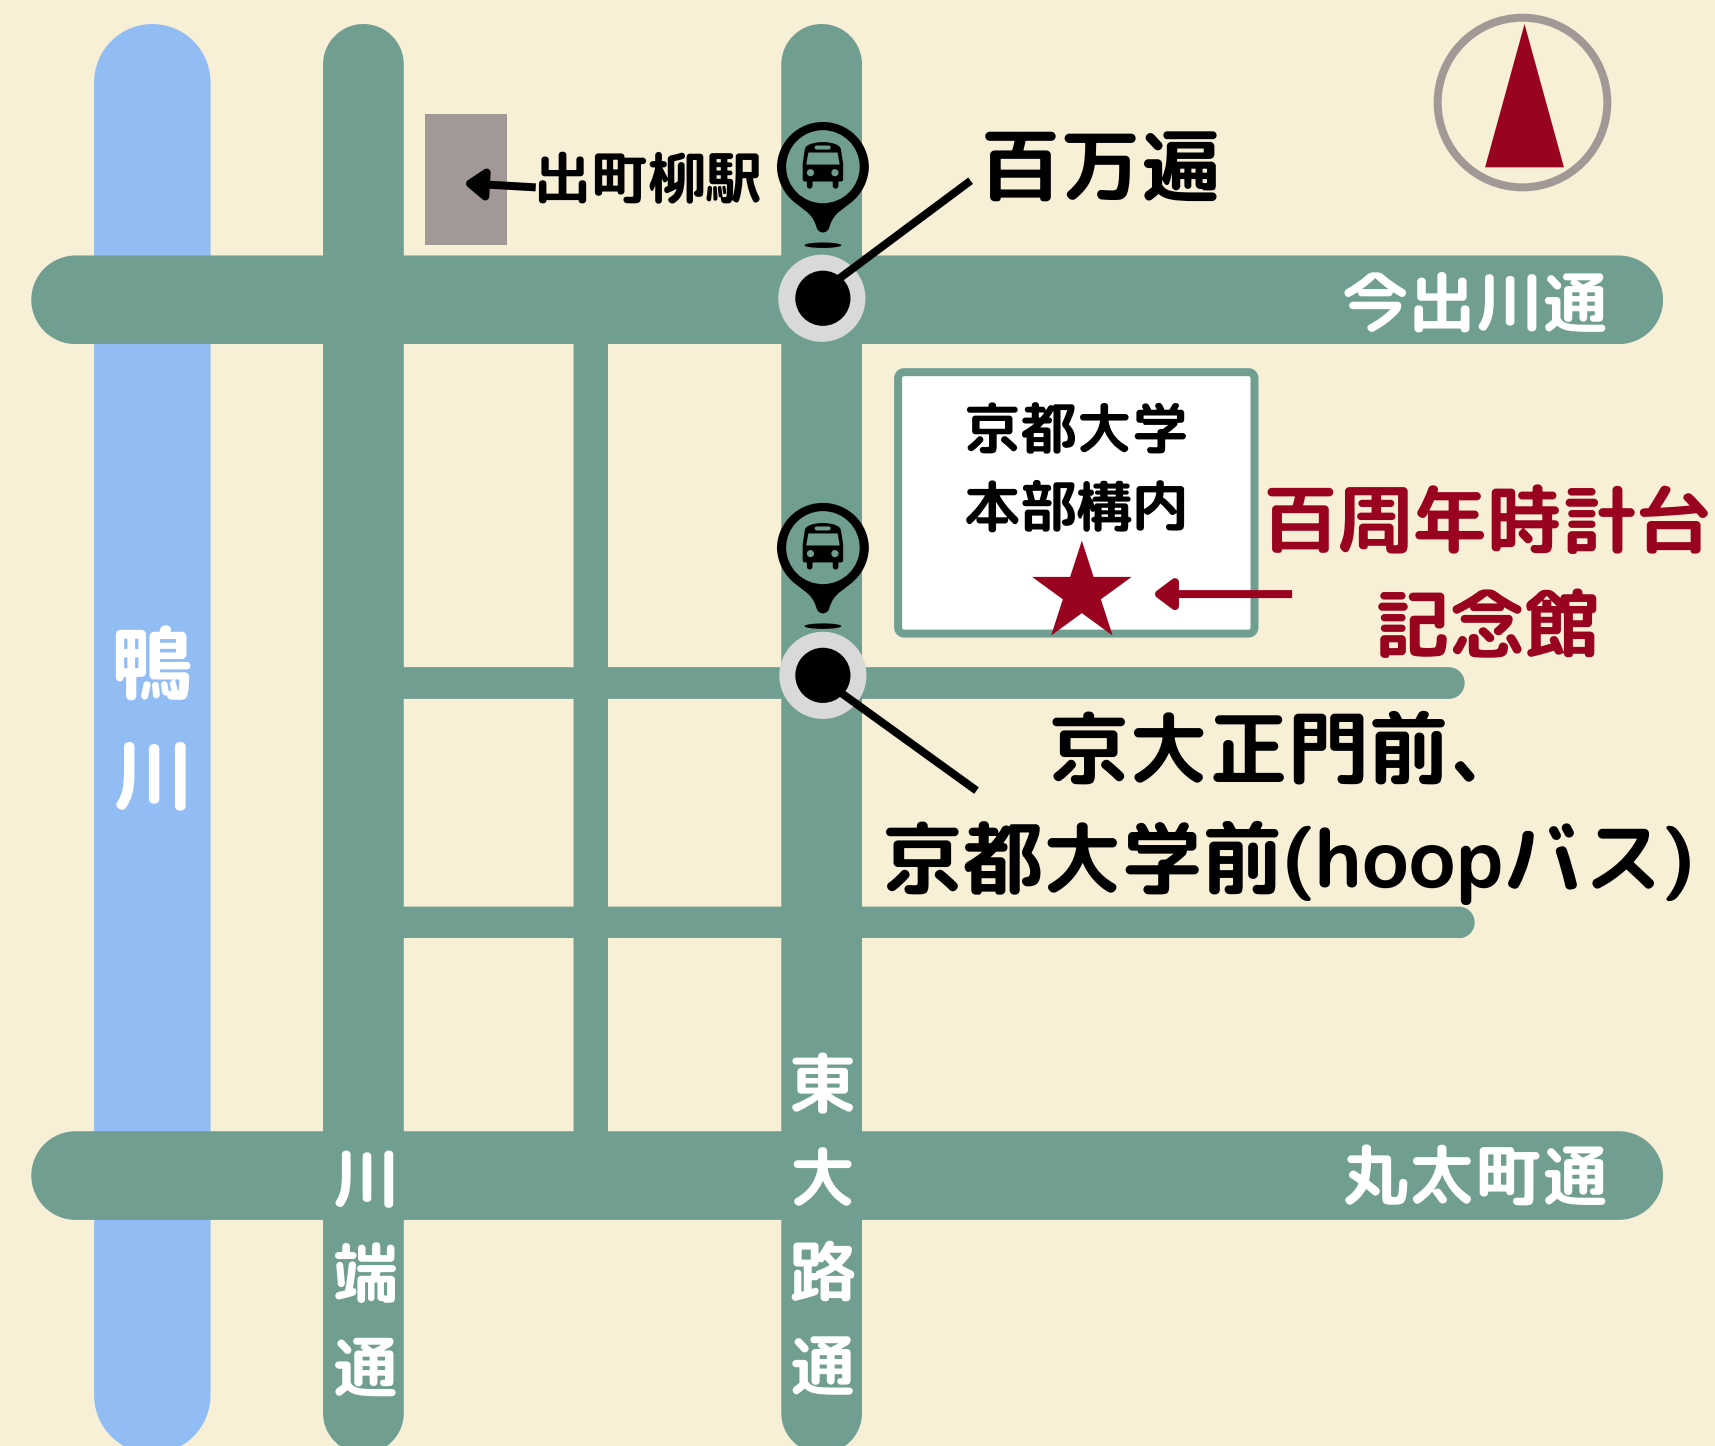 出町柳駅
百万遍
今出川通
京都大学
本部構内
百周年時計台
記念館
鴨川
京大正門前、
京都大学前(hoopバス)
東大路通
川端通
丸太町通